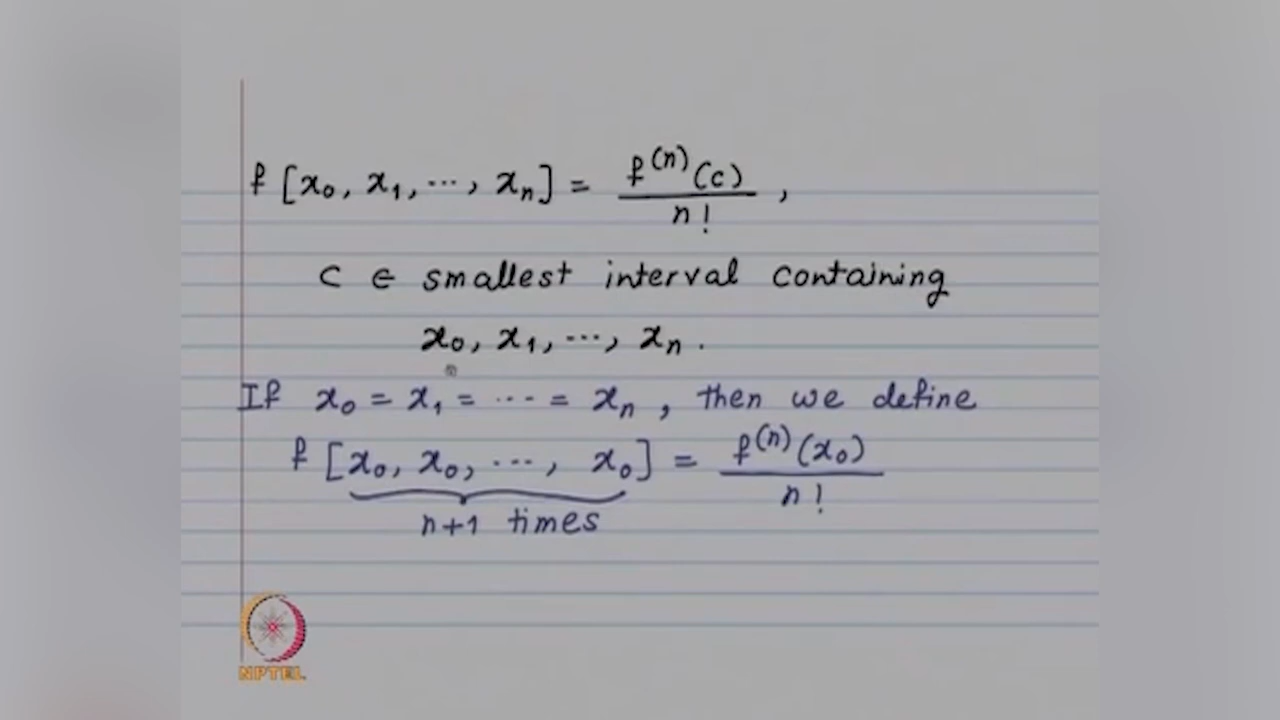 f [x₀, x₁, ..., xₙ] = f⁽ⁿ⁾(c) / n! ,
c ∈ smallest interval containing
x₀, x₁, ..., xₙ .
If x₀ = x₁ = ... = xₙ , then we define
f [x₀, x₀, ..., x₀] = f⁽ⁿ⁾(x₀) / n!
n+1 times
NPTEL